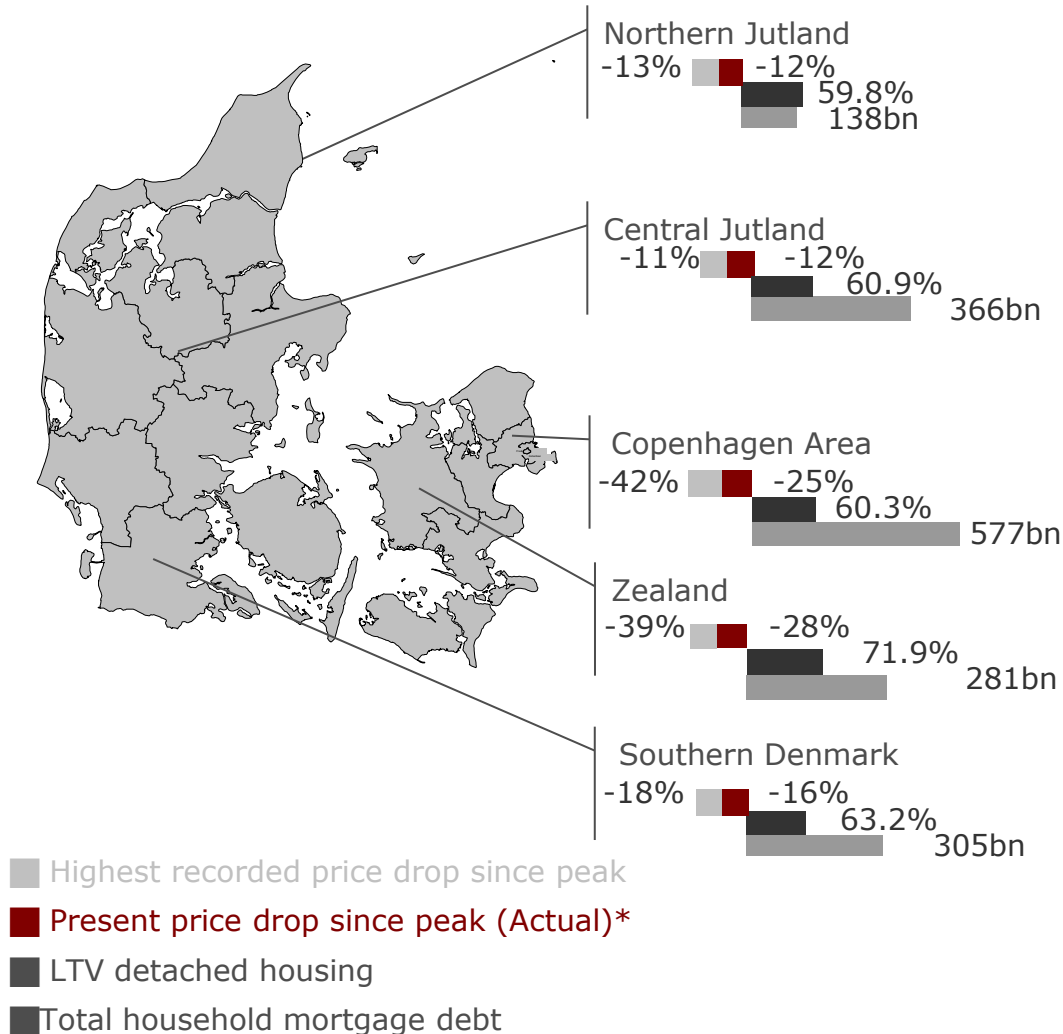 Northern Jutland
-13% -12%
59.8%
138bn
Central Jutland
-11% -12%
60.9%
366bn
Copenhagen Area
-42% -25%
60.3%
577bn
Zealand
-39% -28%
71.9%
281bn
Southern Denmark
-18% -16%
63.2%
305bn
Highest recorded price drop since peak
Present price drop since peak (Actual)*
LTV detached housing
Total household mortgage debt